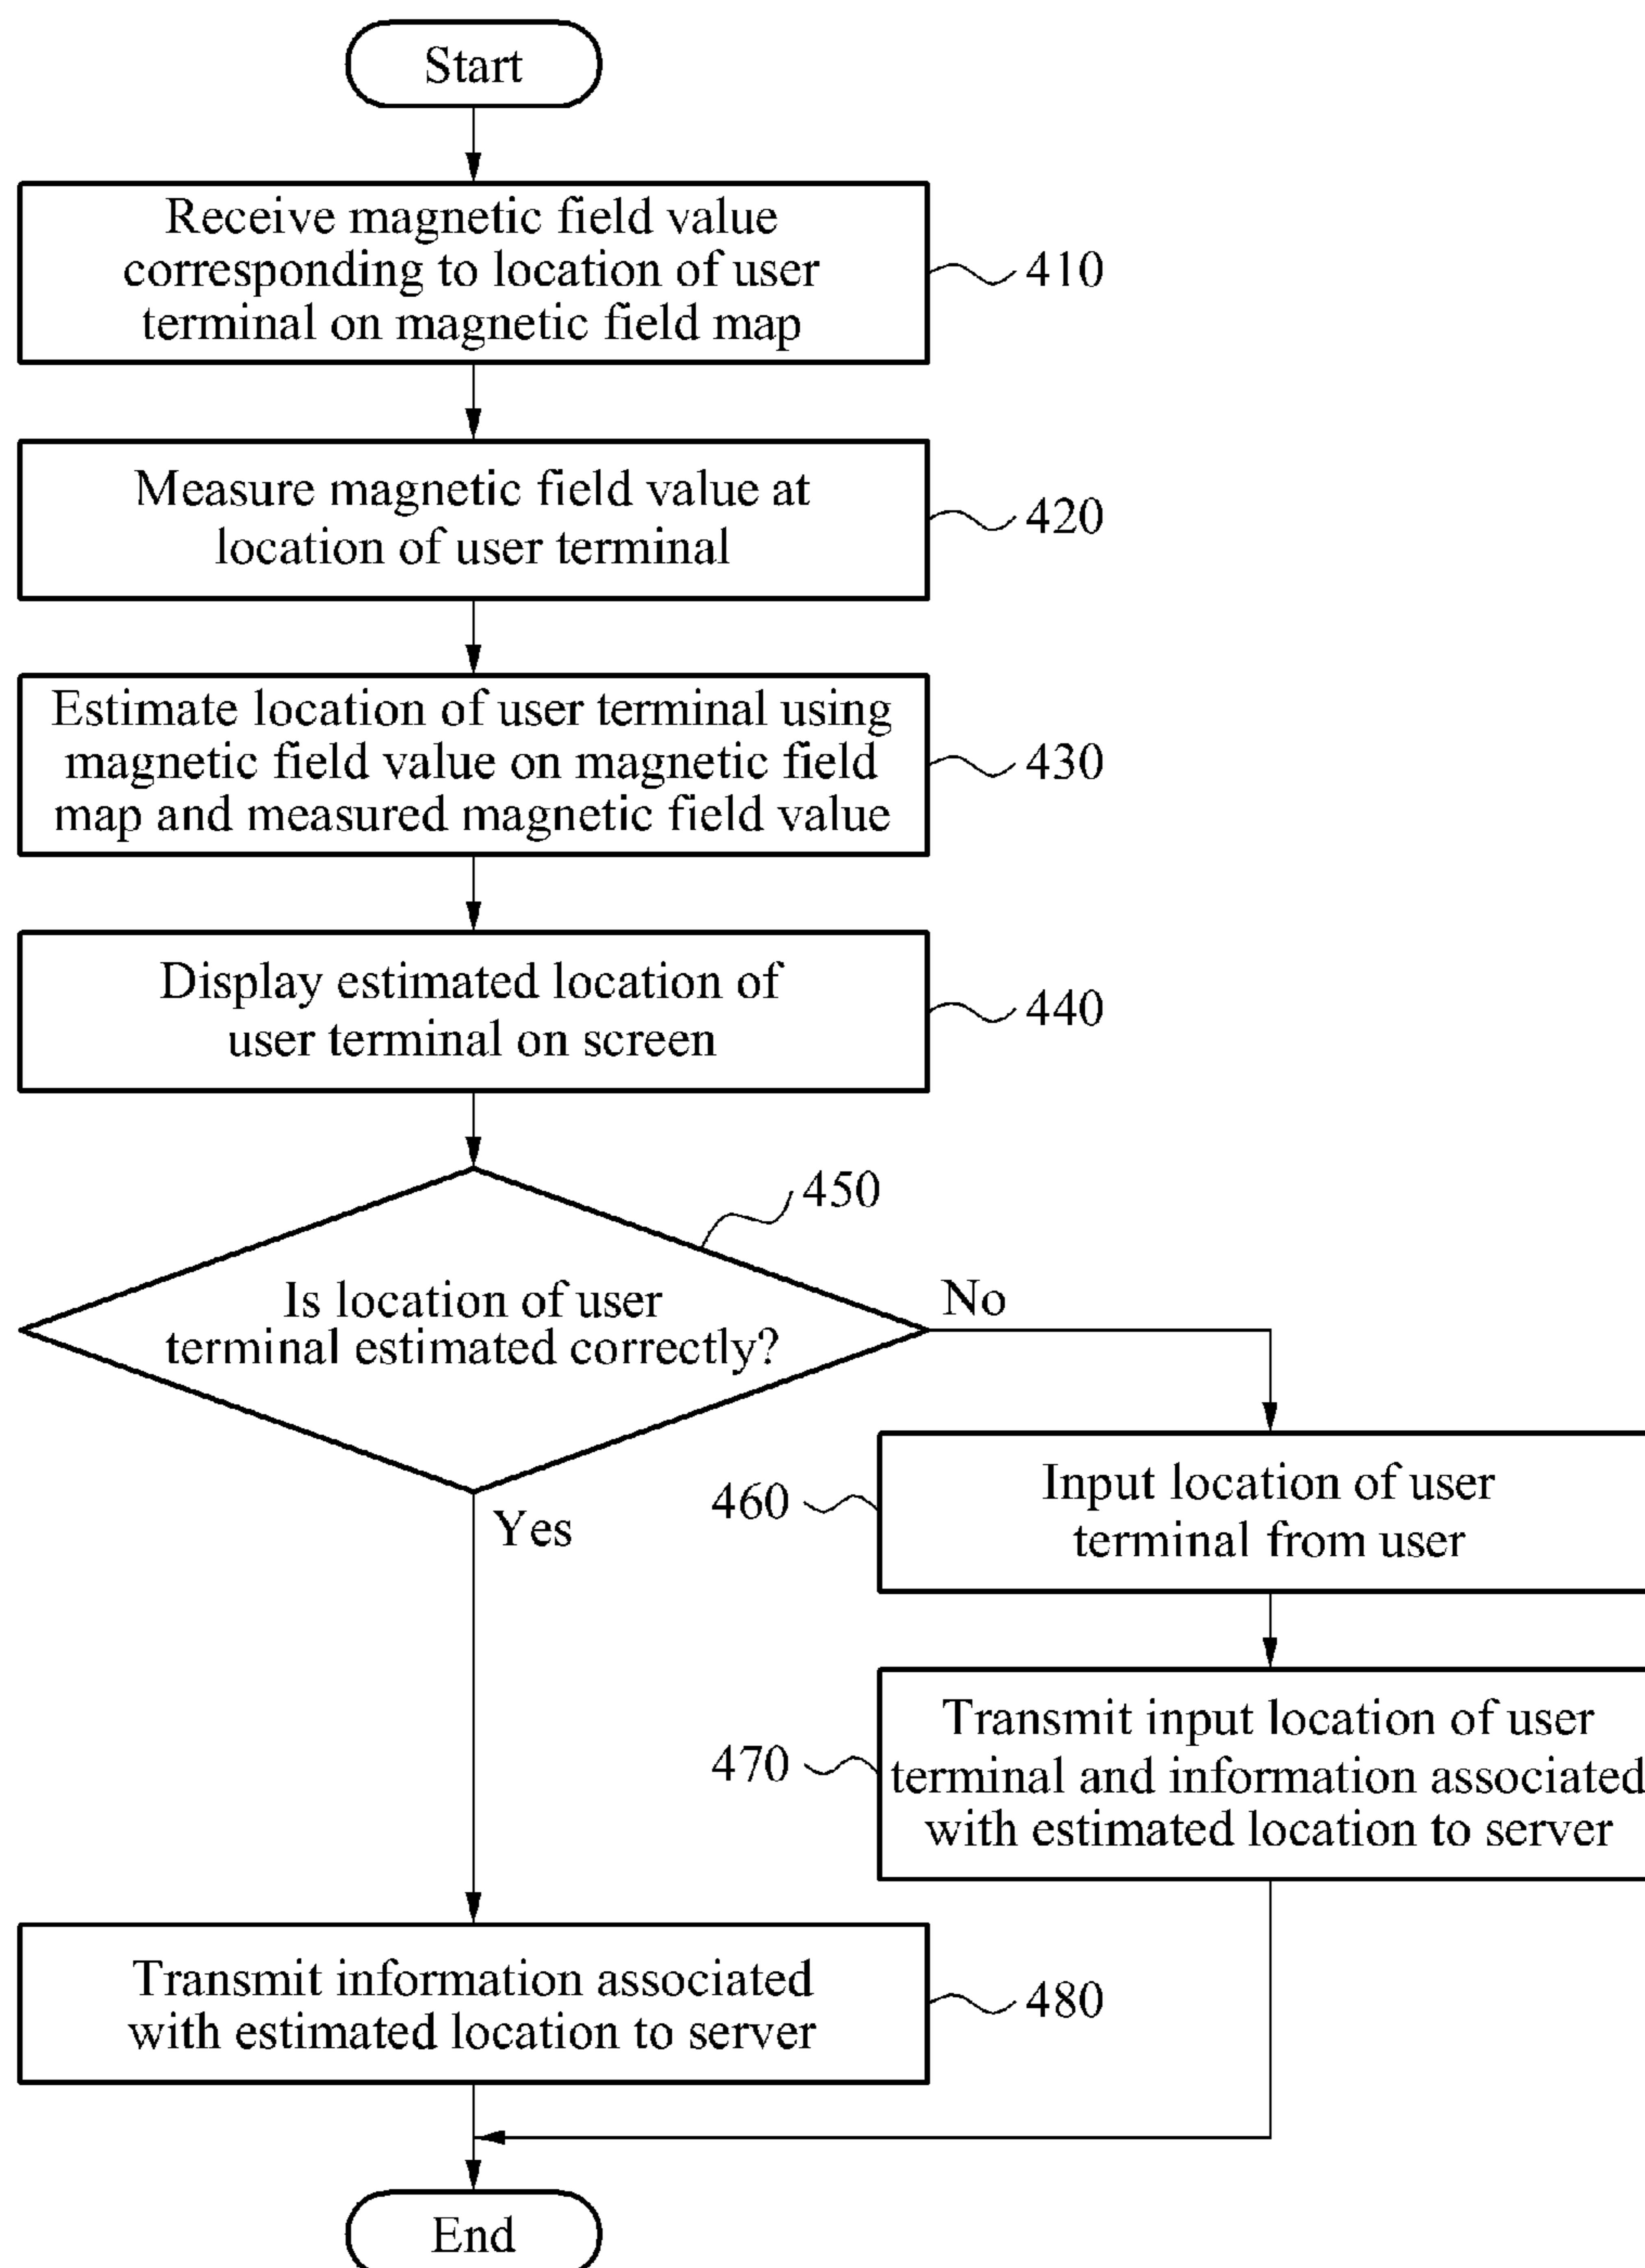 Start
Receive magnetic field value
corresponding to location of user
terminal on magnetic field map
410
Measure magnetic field value at
location of user terminal
420
Estimate location of user terminal using
magnetic field value on magnetic field
map and measured magnetic field value
430
Display estimated location of
user terminal on screen
440
450
Is location of user
terminal estimated correctly?
No
Yes
460
Input location of user
terminal from user
470
Transmit input location of user
terminal and information associated
with estimated location to server
Transmit information associated
with estimated location to server
480
End